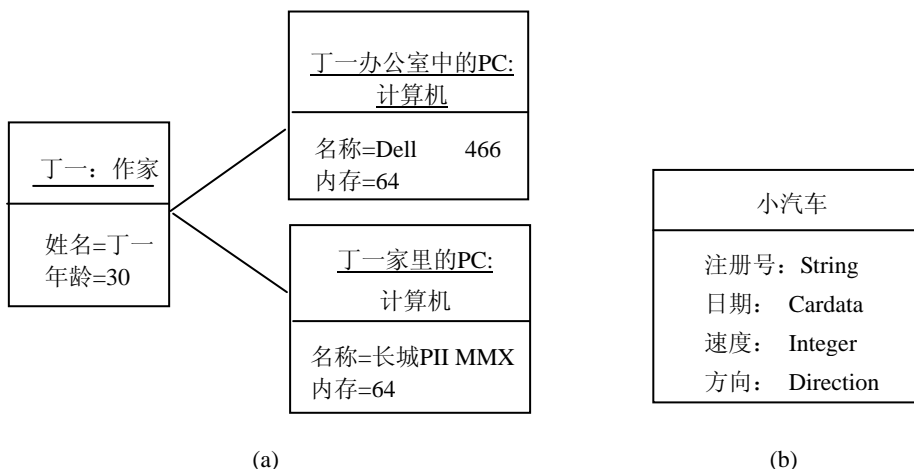 丁一：作家
姓名=丁一
年龄=30
丁一办公室中的PC:
计算机
名称=Dell 466
内存=64
丁一家里的PC:
计算机
名称=长城PII MMX
内存=64
(a)
小汽车
注册号：String
日期： Cardata
速度： Integer
方向： Direction
(b)